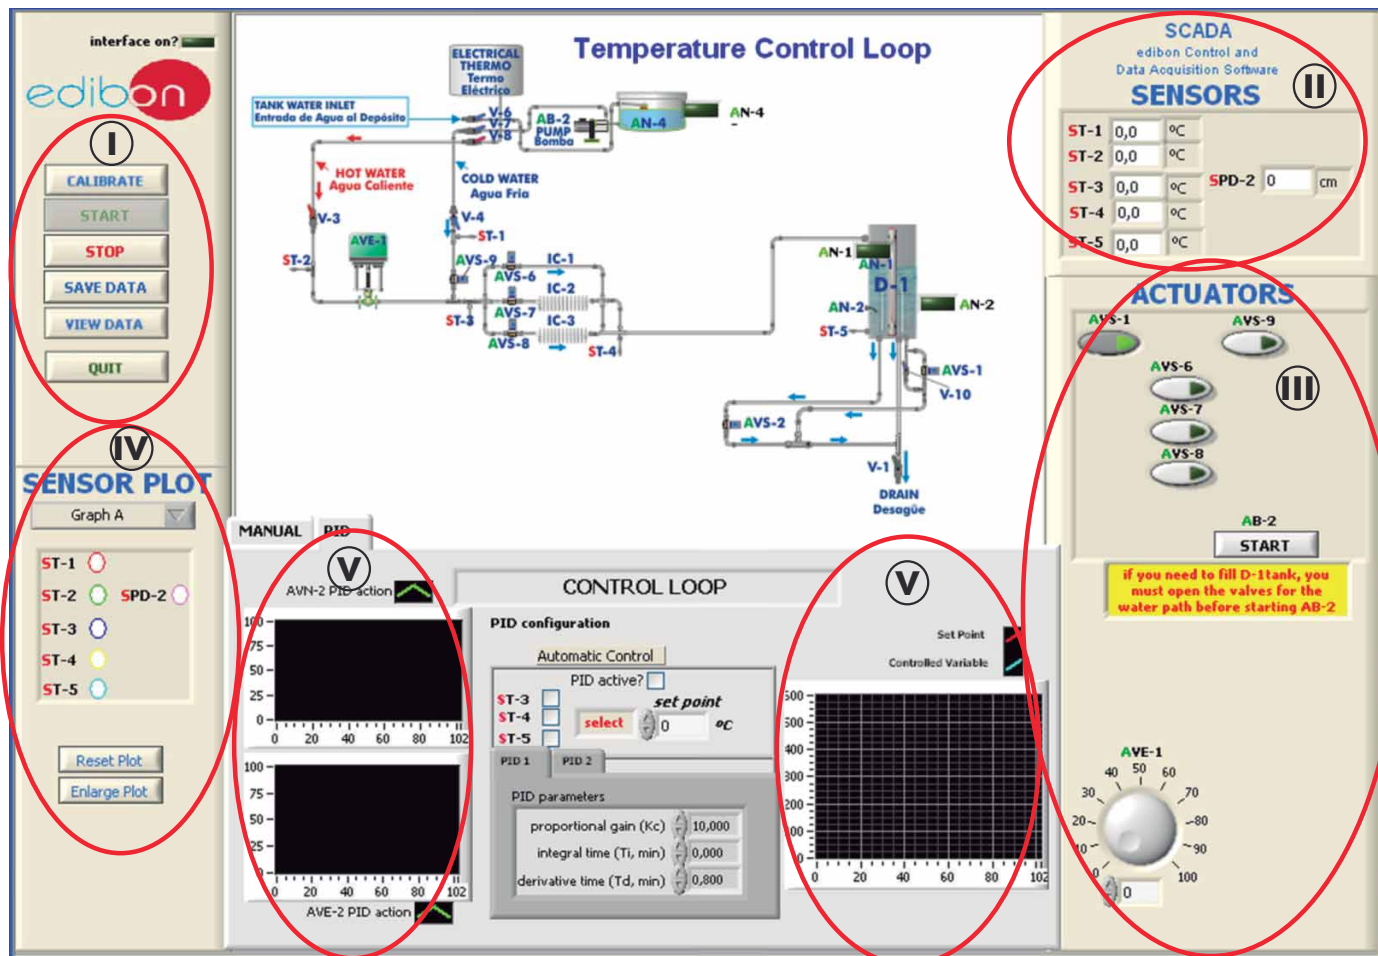 interface on?
edibon
I
CALIBRATE
START
STOP
SAVE DATA
VIEW DATA
QUIT
IV
SENSOR PLOT
Graph A
ST-1
ST-2 SPD-2
ST-3
ST-4
ST-5
Reset Plot
Enlarge Plot
Temperature Control Loop
ELECTRICAL
THERMO
Termo
Eléctrico
TANK WATER INLET
Entrada de Agua al Depósito
V-6
V-7
V-8
AB-2
PUMP
Bomba
AN-4
AN-4
-
HOT WATER
Agua Caliente
COLD WATER
Agua Fria
V-3
V-4
ST-1
ST-2
AVE-1
AVS-9
AVS-6
IC-1
IC-2
AVS-7
IC-3
AVS-8
ST-3
ST-4
AN-1
AN-1
D-1
AN-2
AN-2
ST-5
AVS-1
V-10
AVS-2
V-1
DRAIN
Desagüe
MANUAL PID
V
AVN-2 PID action
100
75
50
25
0
0 20 40 60 80 102
100
75
50
25
0
0 20 40 60 80 102
AVE-2 PID action
CONTROL LOOP
PID configuration
Automatic Control
PID active?
ST-3
ST-4
ST-5
select
set point
0 ºC
PID 1 PID 2
PID parameters
proportional gain (Kc) 10,000
integral time (Ti, min) 0,000
derivative time (Td, min) 0,800
V
Set Point
Controlled Variable
600
500
400
300
200
100
0
0 20 40 60 80 102
SCADA
edibon Control and
Data Acquisition Software
SENSORS
II
ST-1 0,0 ºC
ST-2 0,0 ºC
ST-3 0,0 ºC
ST-4 0,0 ºC
ST-5 0,0 ºC
SPD-2 0 cm
ACTUATORS
III
AVS-1 AVS-9
AVS-6
AVS-7
AVS-8
AB-2
START
if you need to fill D-1tank, you
must open the valves for the
water path before starting AB-2
AVE-1
0 10 20 30 40 50 60 70 80 90 100
0